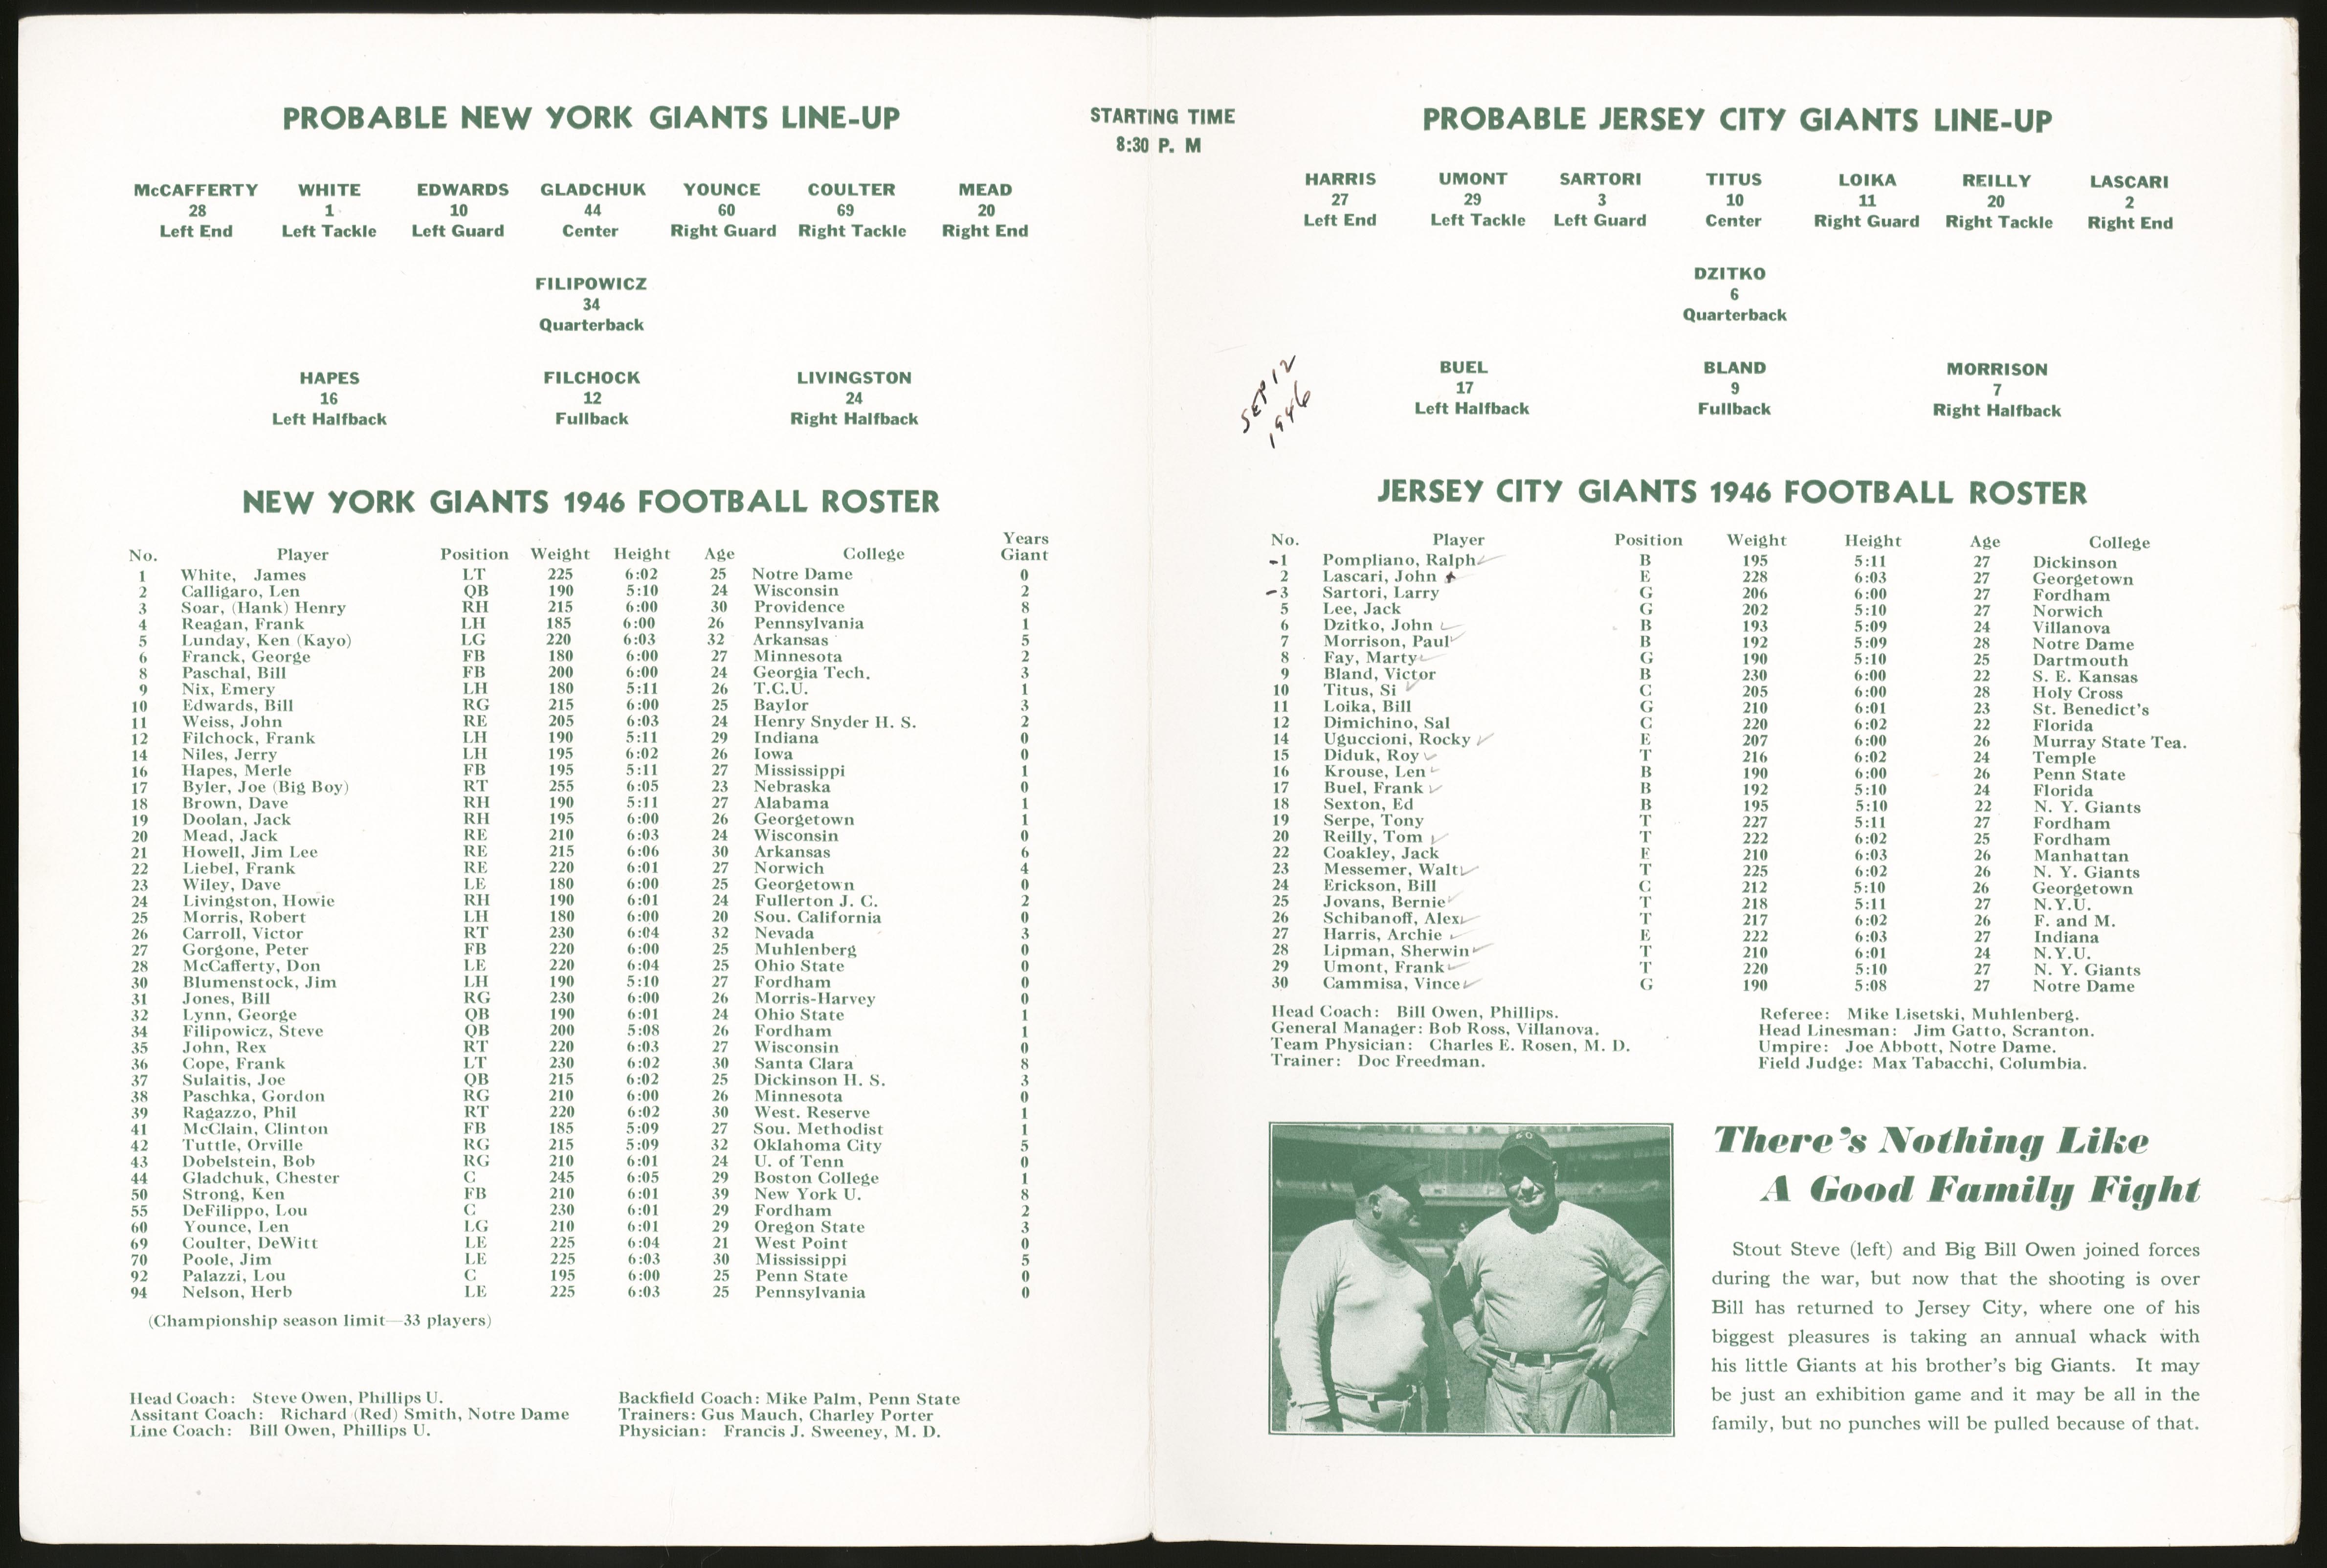 PROBABLE NEW YORK GIANTS LINE-UP
McCAFFERTY WHITE EDWARDS GLADCHUK YOUNCE COULTER MEAD
28 1 10 44 60 69 20
Left End Left Tackle Left Guard Center Right Guard Right Tackle Right End
FILIPOWICZ
34
Quarterback
HAPES FILCHOCK LIVINGSTON
16 12 24
Left Halfback Fullback Right Halfback
NEW YORK GIANTS 1946 FOOTBALL ROSTER
No. Player Position Weight Height Age College Years Giant
1 White, James LT 225 6:02 25 Notre Dame 0
2 Calligaro, Len QB 190 5:10 24 Wisconsin 2
3 Soar, (Hank) Henry RH 215 6:00 30 Providence 8
4 Reagan, Frank LH 185 6:00 26 Pennsylvania 1
5 Lunday, Ken (Kayo) LG 220 6:03 32 Arkansas 5
6 Franck, George FB 180 6:00 27 Minnesota 2
8 Paschal, Bill FB 200 6:00 24 Georgia Tech. 3
9 Nix, Emery LH 180 5:11 26 T.C.U. 1
10 Edwards, Bill RG 215 6:00 25 Baylor 3
11 Weiss, John RE 205 6:03 24 Henry Snyder H. S. 2
12 Filchock, Frank LH 190 5:11 29 Indiana 0
14 Niles, Jerry LH 195 6:02 26 Iowa 0
16 Hapes, Merle FB 195 5:11 27 Mississippi 1
17 Byler, Joe (Big Boy) RT 255 6:05 23 Nebraska 0
18 Brown, Dave RH 190 5:11 27 Alabama 1
19 Doolan, Jack RH 195 6:00 26 Georgetown 1
20 Mead, Jack RE 210 6:03 24 Wisconsin 0
21 Howell, Jim Lee RE 215 6:06 30 Arkansas 6
22 Liebel, Frank RE 220 6:01 27 Norwich 4
23 Wiley, Dave LE 180 6:00 25 Georgetown 0
24 Livingston, Howie RH 190 6:01 24 Fullerton J. C. 2
25 Morris, Robert LH 180 6:00 20 Sou. California 0
26 Carroll, Victor RT 230 6:04 32 Nevada 3
27 Gorgone, Peter FB 220 6:00 25 Muhlenberg 0
28 McCafferty, Don LE 220 6:04 25 Ohio State 0
30 Blumenstock, Jim LH 190 5:10 27 Fordham 0
31 Jones, Bill RG 230 6:00 26 Morris-Harvey 0
32 Lynn, George QB 190 6:01 24 Ohio State 1
34 Filipowicz, Steve QB 200 5:08 26 Fordham 1
35 John, Rex RT 220 6:03 27 Wisconsin 0
36 Cope, Frank LT 230 6:02 30 Santa Clara 8
37 Sulaitis, Joe QB 215 6:02 25 Dickinson H. S. 3
38 Paschka, Gordon RG 210 6:00 26 Minnesota 0
39 Ragazzo, Phil RT 220 6:02 30 West. Reserve 1
41 McClain, Clinton FB 185 5:09 27 Sou. Methodist 1
42 Tuttle, Orville RG 215 5:09 32 Oklahoma City 5
43 Dobelstein, Bob RG 210 6:01 24 U. of Tenn 0
44 Gladchuk, Chester C 245 6:05 29 Boston College 1
50 Strong, Ken FB 210 6:01 39 New York U. 8
55 DeFilippo, Lou C 230 6:01 29 Fordham 2
60 Younce, Len LG 210 6:01 29 Oregon State 3
69 Coulter, DeWitt LE 225 6:04 21 West Point 0
70 Poole, Jim LE 225 6:03 30 Mississippi 5
92 Palazzi, Lou C 195 6:00 25 Penn State 0
94 Nelson, Herb LE 225 6:03 25 Pennsylvania 0
(Championship season limit—33 players)
Head Coach: Steve Owen, Phillips U.
Assitant Coach: Richard (Red) Smith, Notre Dame
Line Coach: Bill Owen, Phillips U.
Backfield Coach: Mike Palm, Penn State
Trainers: Gus Mauch, Charley Porter
Physician: Francis J. Sweeney, M. D.
STARTING TIME
8:30 P. M
PROBABLE JERSEY CITY GIANTS LINE-UP
HARRIS UMONT SARTORI TITUS LOIKA REILLY LASCARI
27 29 3 10 11 20 2
Left End Left Tackle Left Guard Center Right Guard Right Tackle Right End
DZITKO
6
Quarterback
BUEL BLAND MORRISON
17 9 7
Left Halfback Fullback Right Halfback
SEP 12
1946
JERSEY CITY GIANTS 1946 FOOTBALL ROSTER
No. Player Position Weight Height Age College
1 Pompliano, Ralph B 195 5:11 27 Dickinson
2 Lascari, John E 228 6:03 27 Georgetown
3 Sartori, Larry G 206 6:00 27 Fordham
5 Lee, Jack G 202 5:10 27 Norwich
6 Dzitko, John B 193 5:09 24 Villanova
7 Morrison, Paul B 192 5:09 28 Notre Dame
8 Fay, Marty G 190 5:10 25 Dartmouth
9 Bland, Victor B 230 6:00 22 S. E. Kansas
10 Titus, Si C 205 6:00 28 Holy Cross
11 Loika, Bill G 210 6:01 23 St. Benedict's
12 Dimichino, Sal C 220 6:02 22 Florida
14 Uguccioni, Rocky E 207 6:00 26 Murray State Tea.
15 Diduk, Roy T 216 6:02 24 Temple
16 Krouse, Len B 190 6:00 26 Penn State
17 Buel, Frank B 192 5:10 24 Florida
18 Sexton, Ed B 195 5:10 22 N. Y. Giants
19 Serpe, Tony T 227 5:11 27 Fordham
20 Reilly, Tom T 222 6:02 25 Fordham
22 Coakley, Jack E 210 6:03 26 Manhattan
23 Messemer, Walt T 225 6:02 26 N. Y. Giants
24 Erickson, Bill C 212 5:10 26 Georgetown
25 Jovans, Bernie T 218 5:11 27 N.Y.U.
26 Schibanoff, Alex T 217 6:02 26 F. and M.
27 Harris, Archie E 222 6:03 27 Indiana
28 Lipman, Sherwin T 210 6:01 24 N.Y.U.
29 Umont, Frank T 220 5:10 27 N. Y. Giants
30 Cammisa, Vince G 190 5:08 27 Notre Dame
Head Coach: Bill Owen, Phillips.
General Manager: Bob Ross, Villanova.
Team Physician: Charles E. Rosen, M. D.
Trainer: Doc Freedman.
Referee: Mike Lisetski, Muhlenberg.
Head Linesman: Jim Gatto, Scranton.
Umpire: Joe Abbott, Notre Dame.
Field Judge: Max Tabacchi, Columbia.
There's Nothing Like
A Good Family Fight
Stout Steve (left) and Big Bill Owen joined forces
during the war, but now that the shooting is over
Bill has returned to Jersey City, where one of his
biggest pleasures is taking an annual whack with
his little Giants at his brother's big Giants. It may
be just an exhibition game and it may be all in the
family, but no punches will be pulled because of that.